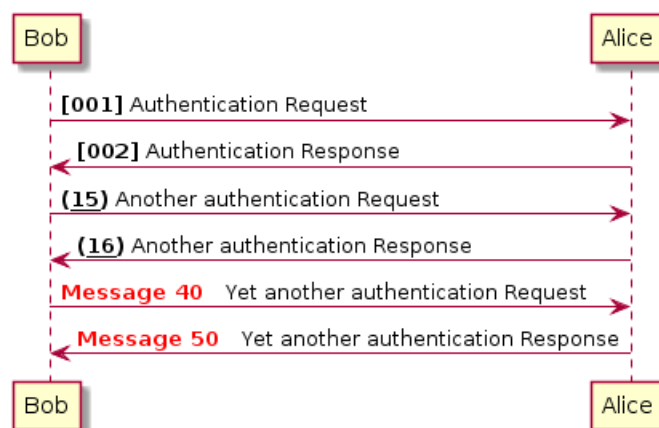 Bob Alice
[001] Authentication Request
[002] Authentication Response
(15) Another authentication Request
(16) Another authentication Response
Message 40 Yet another authentication Request
Message 50 Yet another authentication Response
Bob Alice